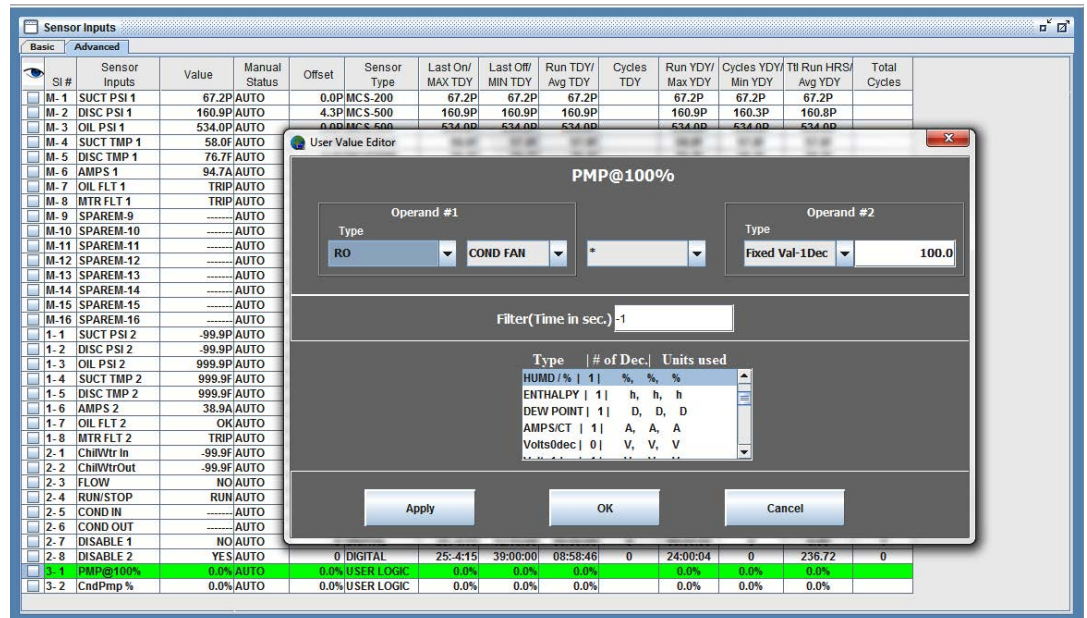 Sensor Inputs
Basic Advanced
SI # Sensor Inputs Value Manual Status Offset Sensor Type Last On/ MAX TDY Last Off/ MIN TDY Run TDY/ Avg TDY Cycles TDY Run YDY/ Max YDY Cycles YDY/ Min YDY Ttl Run HRS/ Avg YDY Total Cycles
M- 1 SUCT PSI 1 67.2P AUTO 0.0P MCS-200 67.2P 67.2P 67.2P 67.2P 67.2P 67.2P
M- 2 DISC PSI 1 160.9P AUTO 4.3P MCS-500 160.9P 160.9P 160.9P 160.9P 160.3P 160.8P
M- 3 OIL PSI 1 534.0P AUTO 0.0P MCS-500 534.0P 534.0P 534.0P 534.0P 534.0P 534.0P
M- 4 SUCT TMP 1 58.0F AUTO
M- 5 DISC TMP 1 76.7F AUTO
M- 6 AMPS 1 94.7A AUTO
M- 7 OIL FLT 1 TRIP AUTO
M- 8 MTR FLT 1 TRIP AUTO
M- 9 SPAREM-9 ------- AUTO
M-10 SPAREM-10 ------- AUTO
M-11 SPAREM-11 ------- AUTO
M-12 SPAREM-12 ------- AUTO
M-13 SPAREM-13 ------- AUTO
M-14 SPAREM-14 ------- AUTO
M-15 SPAREM-15 ------- AUTO
M-16 SPAREM-16 ------- AUTO
1- 1 SUCT PSI 2 -99.9P AUTO
1- 2 DISC PSI 2 -99.9P AUTO
1- 3 OIL PSI 2 999.9P AUTO
1- 4 SUCT TMP 2 999.9F AUTO
1- 5 DISC TMP 2 999.9F AUTO
1- 6 AMPS 2 38.9A AUTO
1- 7 OIL FLT 2 OK AUTO
1- 8 MTR FLT 2 TRIP AUTO
2- 1 ChilWtr In -99.9F AUTO
2- 2 ChilWtrOut -99.9F AUTO
2- 3 FLOW NO AUTO
2- 4 RUN/STOP RUN AUTO
2- 5 COND IN ------- AUTO
2- 6 COND OUT ------- AUTO
2- 7 DISABLE 1 NO AUTO
2- 8 DISABLE 2 YES AUTO 0 DIGITAL 25:-4:15 39:00:00 08:58:46 0 24:00:04 0 236.72 0
3- 1 PMP@100% 0.0% AUTO 0.0% USER LOGIC 0.0% 0.0% 0.0% 0.0% 0.0% 0.0%
3- 2 CndPmp % 0.0% AUTO 0.0% USER LOGIC 0.0% 0.0% 0.0% 0.0% 0.0% 0.0%
User Value Editor
PMP@100%
Operand #1 Operand #2
Type Type
RO COND FAN * Fixed Val-1Dec 100.0
Filter(Time in sec.) -1
Type | # of Dec.| Units used
HUMD / % | 1| %, %, %
ENTHALPY | 1| h, h, h
DEW POINT | 1| D, D, D
AMPS/CT | 1| A, A, A
Volts0dec | 0| V, V, V
Apply OK Cancel